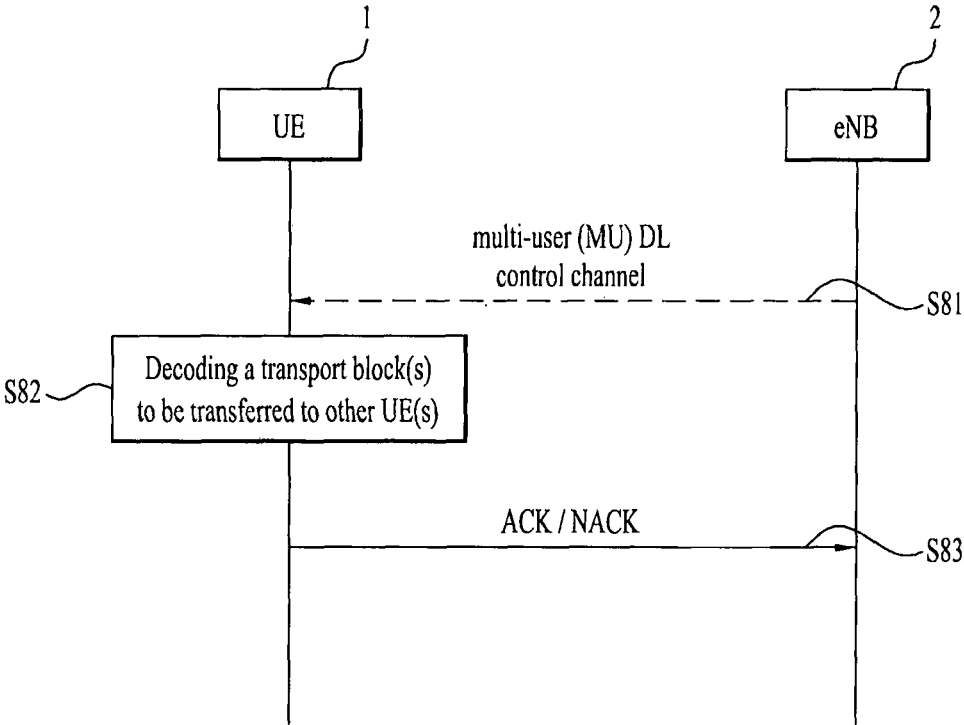 1
2
UE
eNB
multi-user (MU) DL
control channel
S81
Decoding a transport block(s)
to be transferred to other UE(s)
S82
ACK / NACK
S83